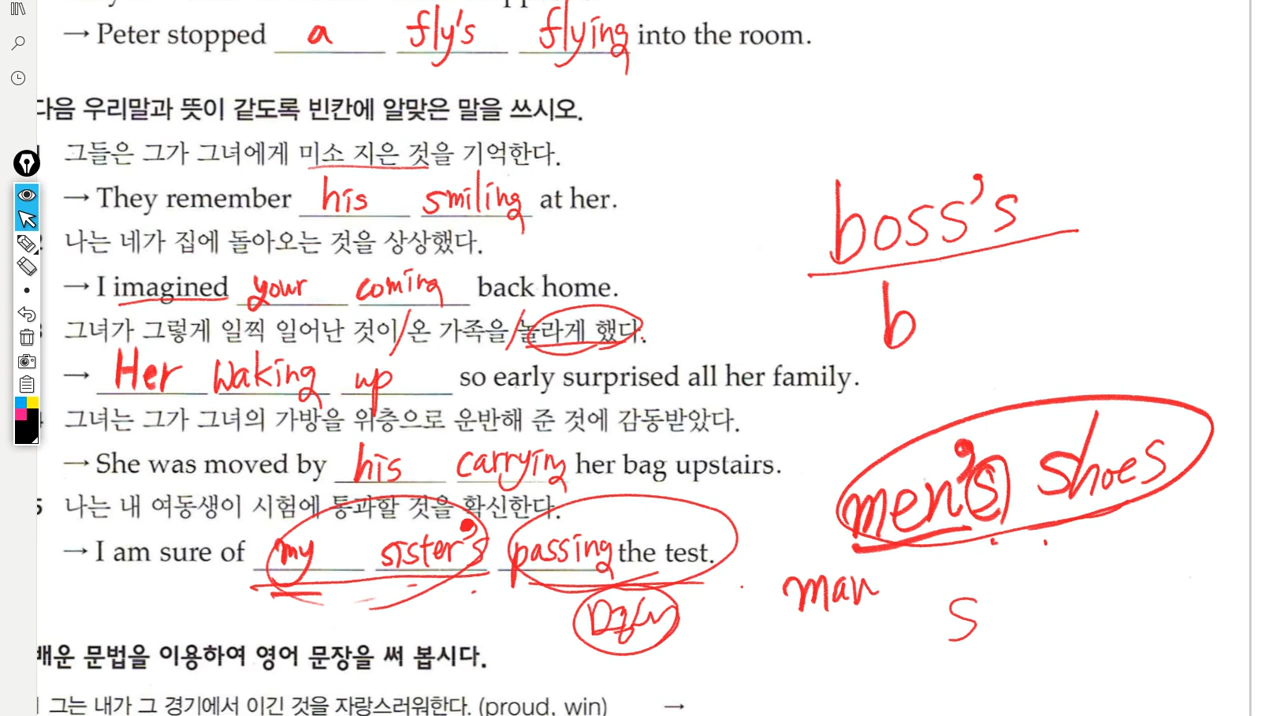 → Peter stopped a fly's flying into the room.
다음 우리말과 뜻이 같도록 빈칸에 알맞은 말을 쓰시오.
그들은 그가 그녀에게 미소 지은 것을 기억한다.
→ They remember his smiling at her.
boss's
나는 네가 집에 돌아오는 것을 상상했다.
→ I imagined your coming back home.
b
그녀가 그렇게 일찍 일어난 것이/온 가족을/놀라게 했다.
→ Her Waking up so early surprised all her family.
그녀는 그가 그녀의 가방을 위층으로 운반해 준 것에 감동받았다.
→ She was moved by his carrying her bag upstairs.
men's shoes
5 나는 내 여동생이 시험에 통과할 것을 확신한다.
→ I am sure of my sister's passing the test.
man s
배운 문법을 이용하여 영어 문장을 써 봅시다.
그는 내가 그 경기에서 이긴 것을 자랑스러워한다. (proud, win) →